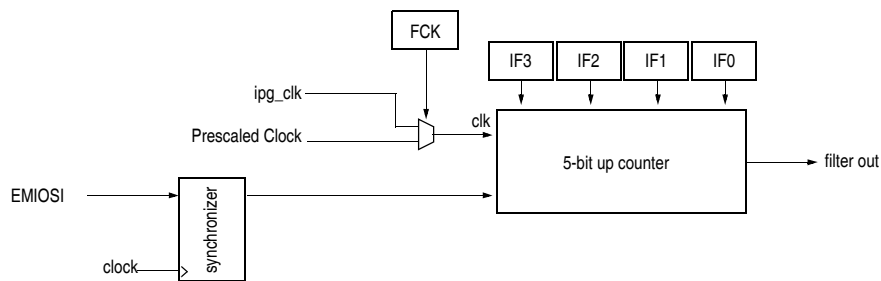 FCK
IF3 IF2 IF1 IF0
ipg_clk
clk
Prescaled Clock
5-bit up counter
filter out
EMIOSI
synchronizer
clock